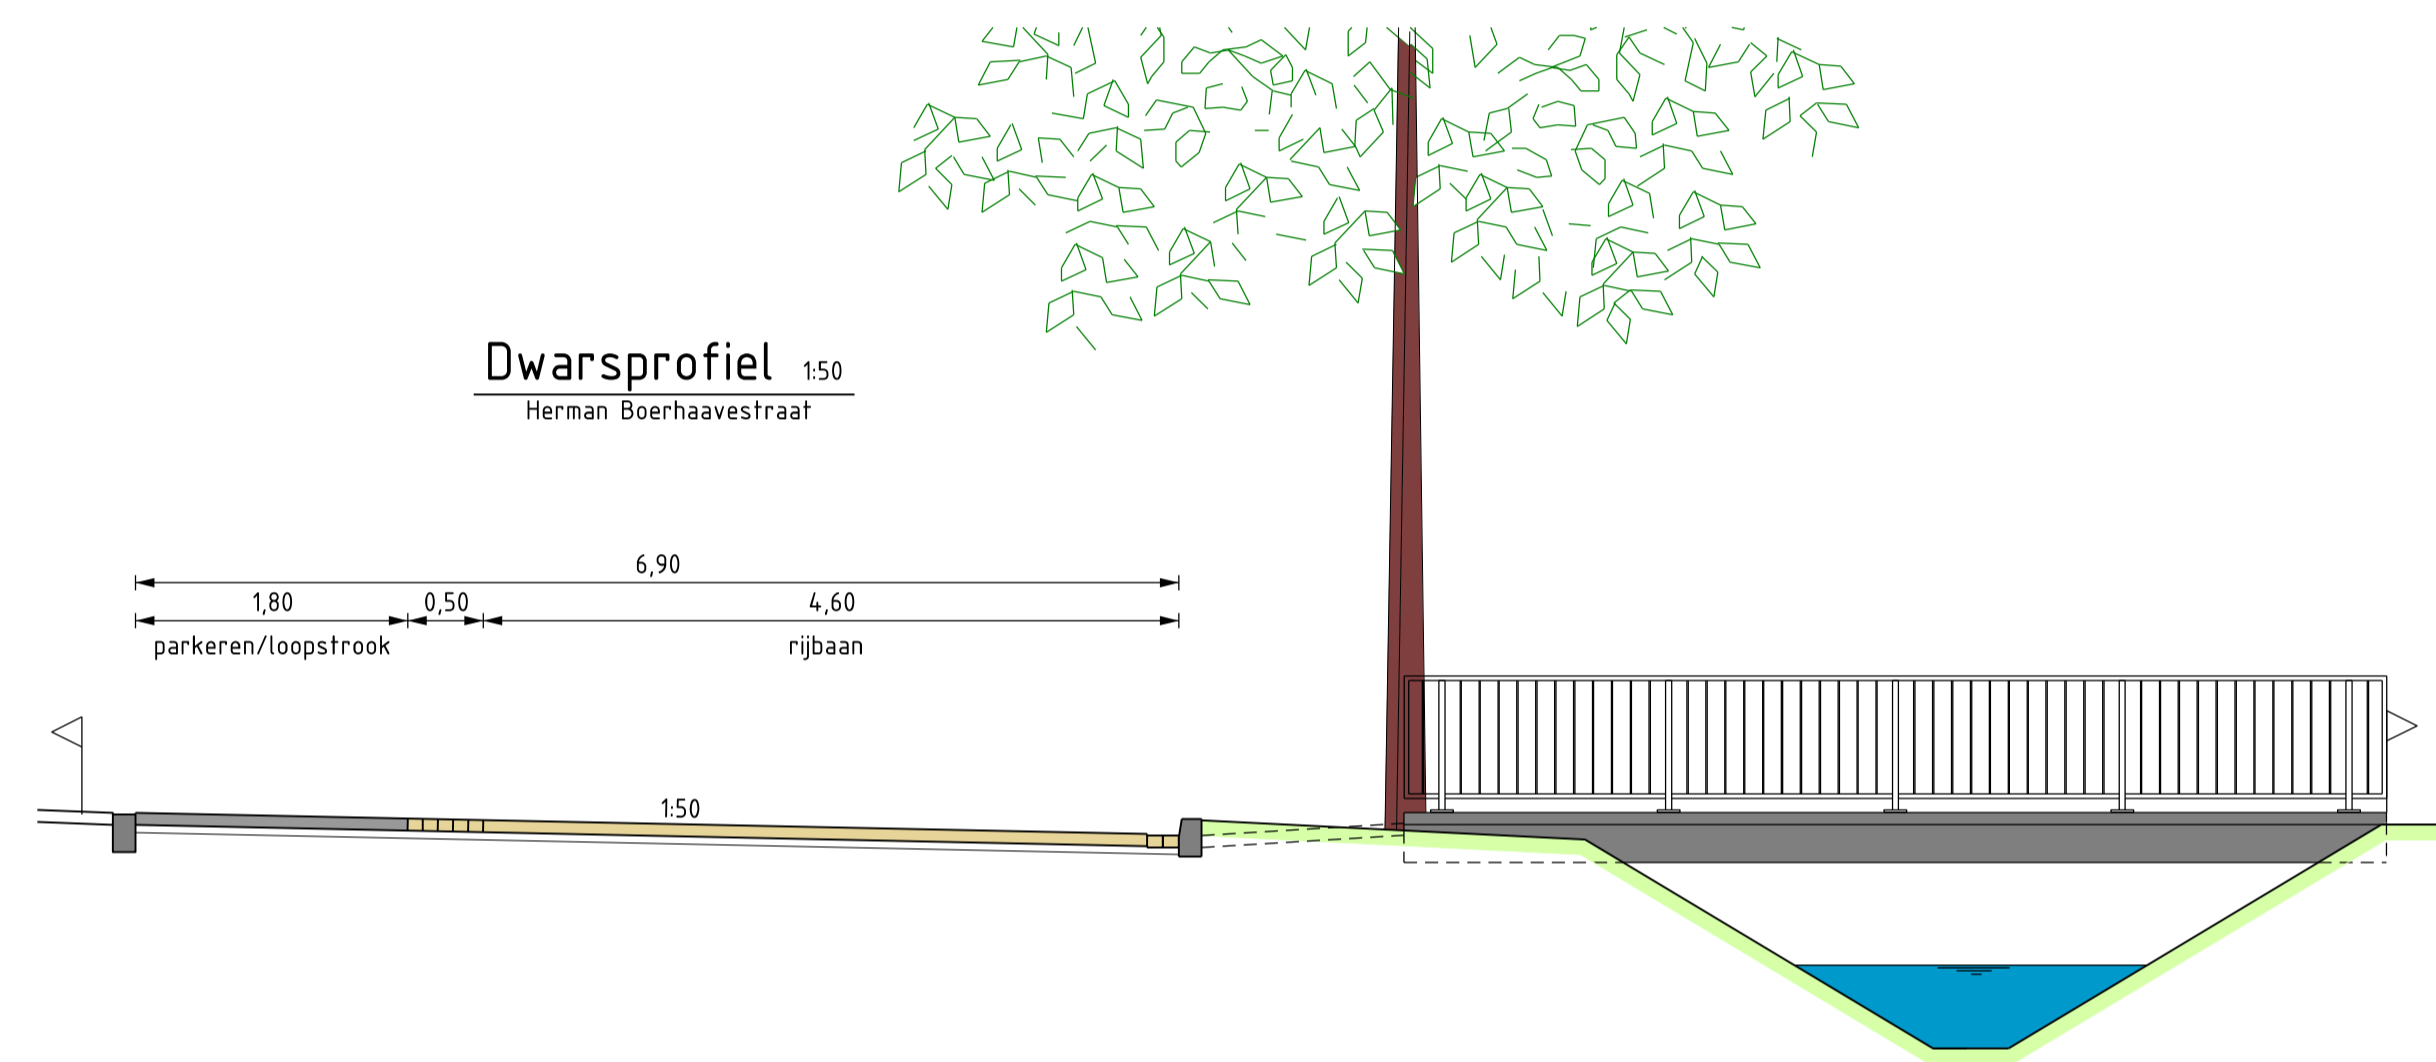 Dwarsprofiel 1:50
Herman Boerhaavestraat
6,90
1,80 0,50 4,60
parkeren/loopstrook rijbaan
1:50